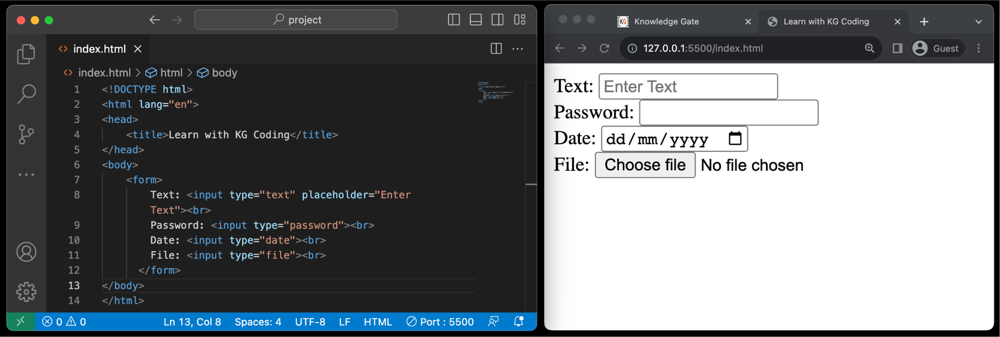 project
index.html
index.html > html > body
1 <!DOCTYPE html>
2 <html lang="en">
3 <head>
4 <title>Learn with KG Coding</title>
5 </head>
6 <body>
7 <form>
8 Text: <input type="text" placeholder="Enter
Text"><br>
9 Password: <input type="password"><br>
10 Date: <input type="date"><br>
11 File: <input type="file"><br>
12 </form>
13 </body>
14 </html>
0 0 Ln 13, Col 8 Spaces: 4 UTF-8 LF HTML Port : 5500
KG Knowledge Gate Learn with KG Coding
127.0.0.1:5500/index.html Guest
Text: Enter Text
Password:
Date: dd/mm/yyyy
File: Choose file No file chosen